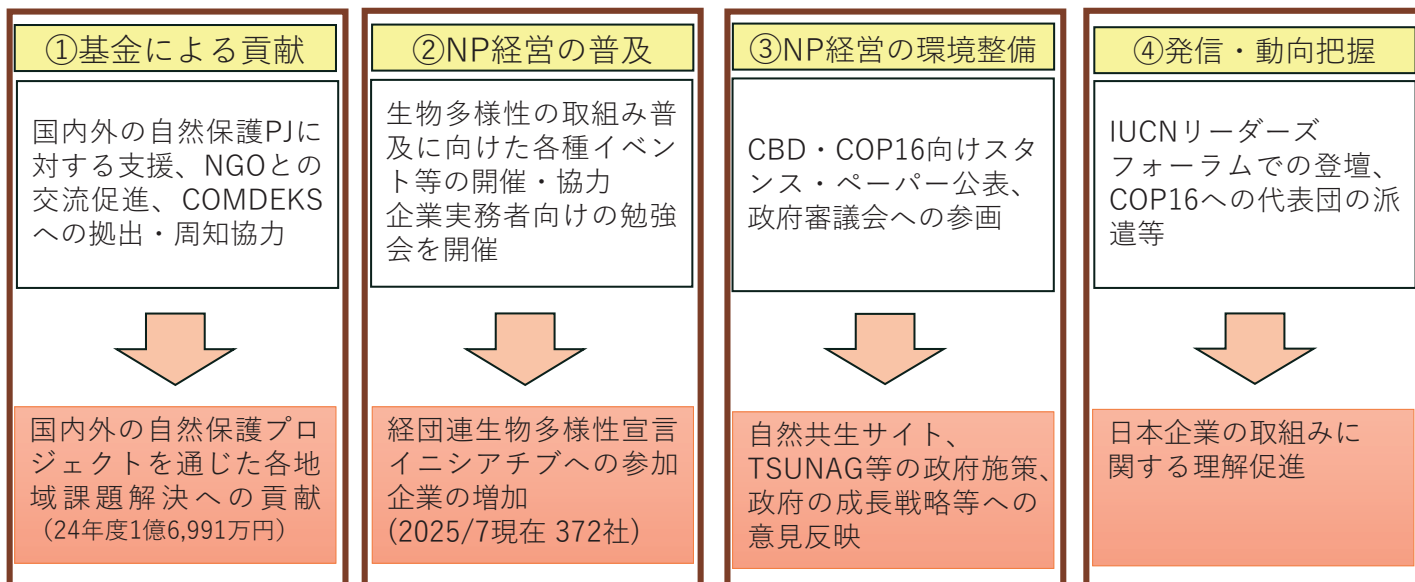 ①基金による貢献
国内外の自然保護PJに
対する支援、NGOとの
交流促進、COMDEKS
への拠出・周知協力
国内外の自然保護プロ
ジェクトを通じた各地
域課題解決への貢献
（24年度1億6,991万円）
②NP経営の普及
生物多様性の取組み普
及に向けた各種イベン
ト等の開催・協力
企業実務者向けの勉強
会を開催
経団連生物多様性宣言
イニシアチブへの参加
企業の増加
(2025/7現在 372社)
③NP経営の環境整備
CBD・COP16向けスタ
ンス・ペーパー公表、
政府審議会への参画
自然共生サイト、
TSUNAG等の政府施策、
政府の成長戦略等への
意見反映
④発信・動向把握
IUCNリーダーズ
フォーラムでの登壇、
COP16への代表団の派
遣等
日本企業の取組みに
関する理解促進